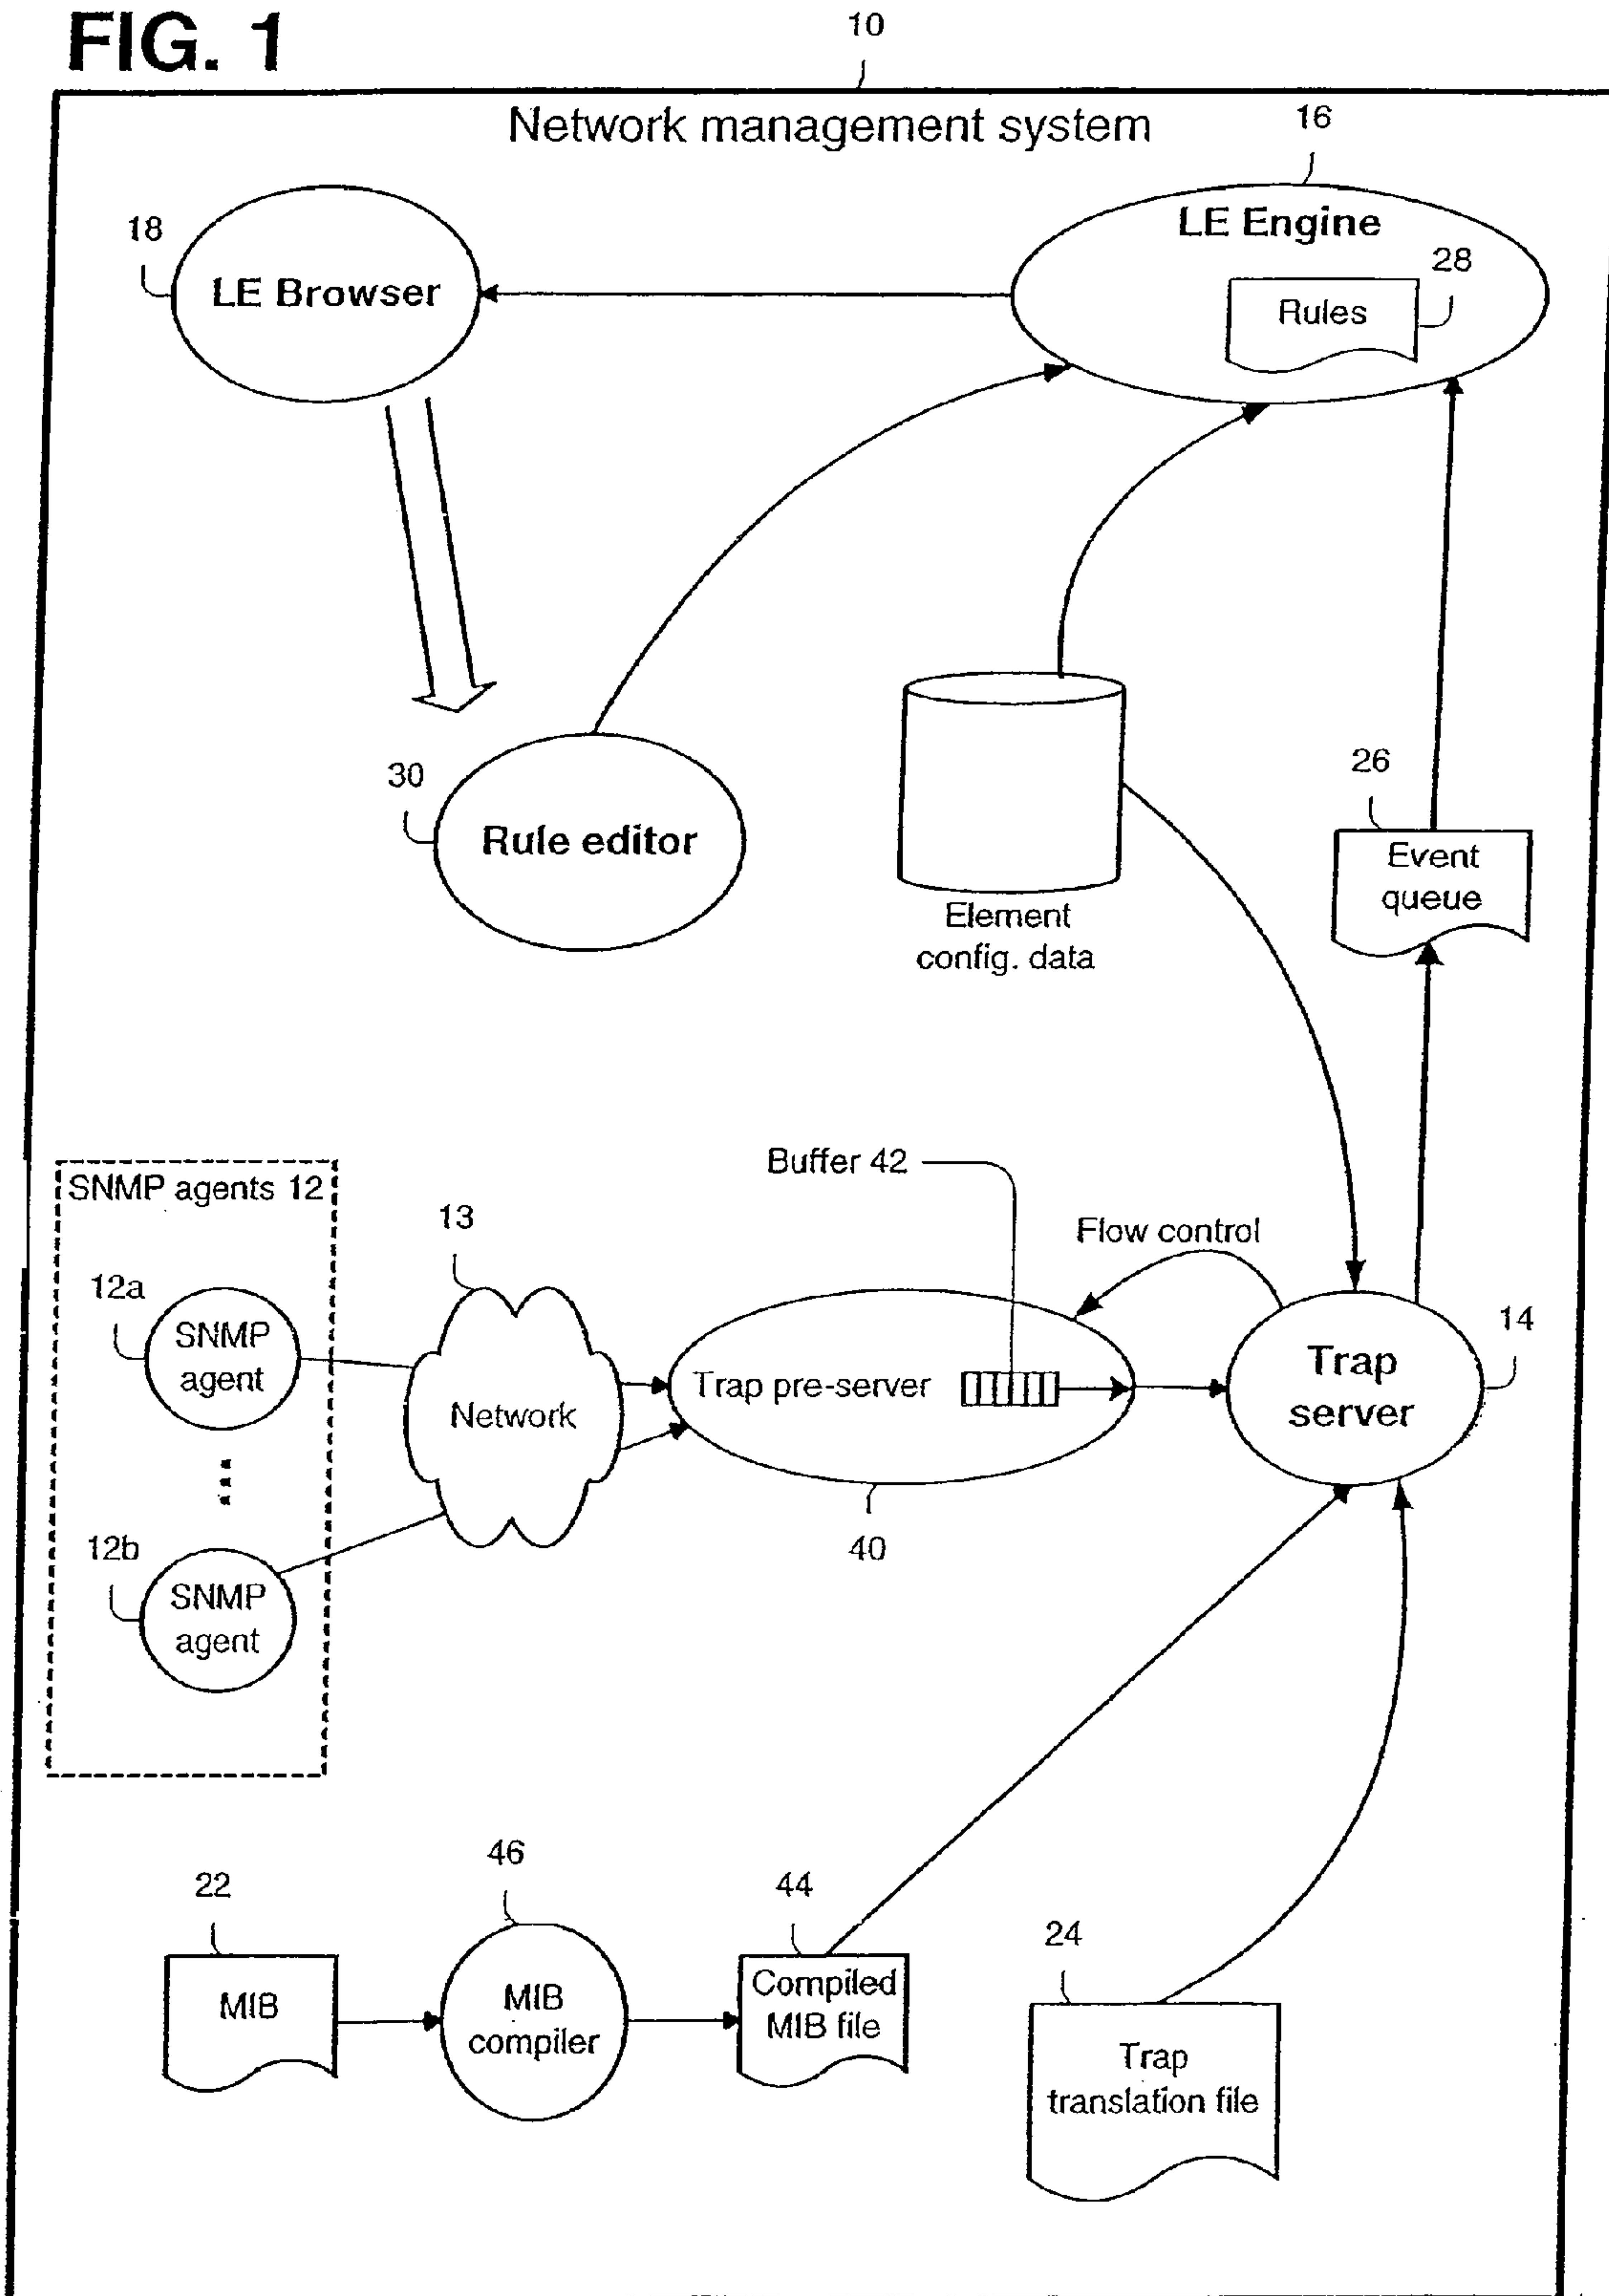 FIG. 1
10
Network management system
16
LE Engine
18
LE Browser
28
Rules
30
Rule editor
26
Event
queue
Element
config. data
Buffer 42
SNMP agents 12
13
Flow control
12a
SNMP
agent
14
Trap
server
Trap pre-server
Network
40
12b
SNMP
agent
46
22
44
24
MIB
MIB
compiler
Compiled
MIB file
Trap
translation file